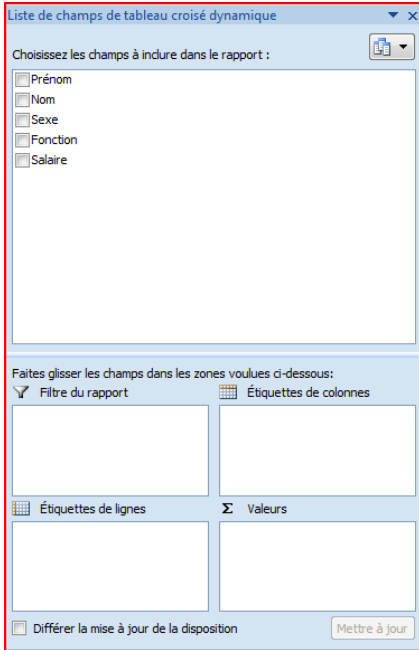 Liste de champs de tableau croisé dynamique
Choisissez les champs à inclure dans le rapport :
Prénom
Nom
Sexe
Fonction
Salaire
Faites glisser les champs dans les zones voulues ci-dessous:
Filtre du rapport
Étiquettes de colonnes
Étiquettes de lignes
Σ Valeurs
Différer la mise à jour de la disposition
Mettre à jour